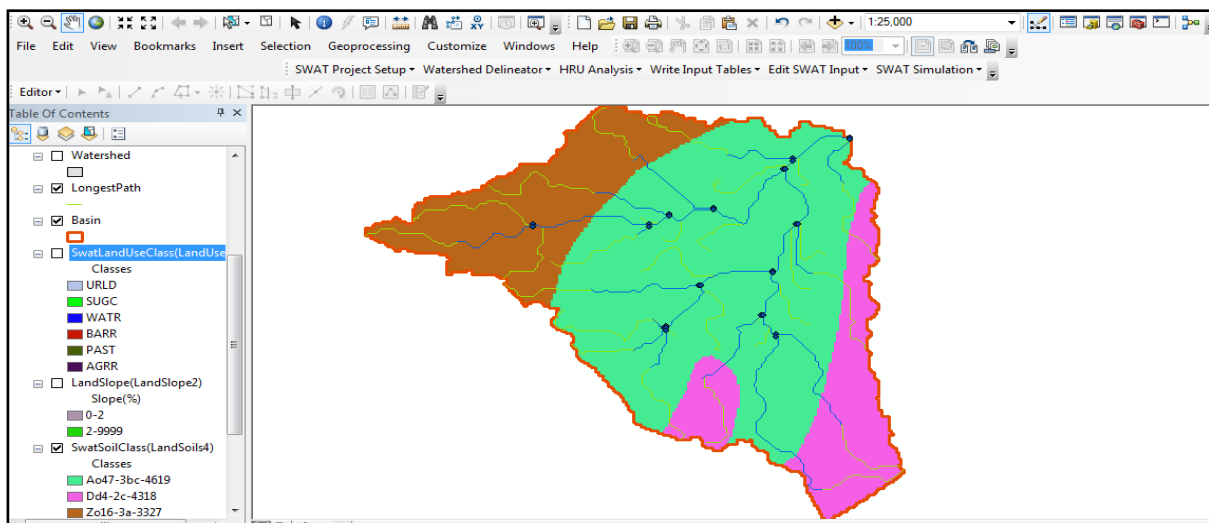 1:25,000
File Edit View Bookmarks Insert Selection Geoprocessing Customize Windows Help 100%
SWAT Project Setup Watershed Delineator HRU Analysis Write Input Tables Edit SWAT Input SWAT Simulation
Editor
Table Of Contents
Watershed
LongestPath
Basin
SwatLandUseClass(LandUse
Classes
URLD
SUGC
WATR
BARR
PAST
AGRR
LandSlope(LandSlope2)
Slope(%)
0-2
2-9999
SwatSoilClass(LandSoils4)
Classes
Ao47-3bc-4619
Dd4-2c-4318
Zo16-3a-3327